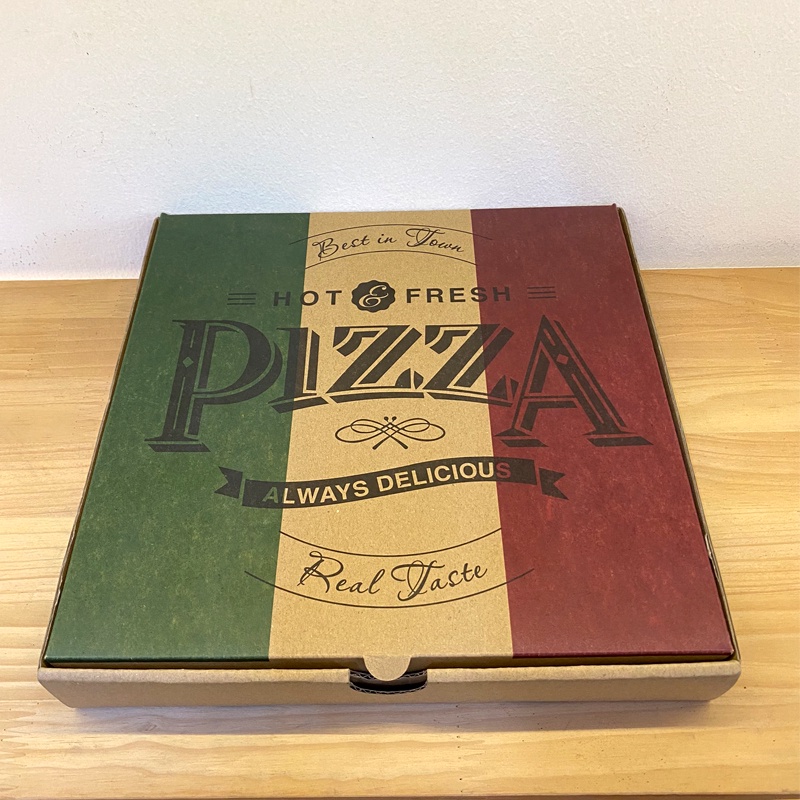 Best in Town
HOT & FRESH
PIZZA
ALWAYS DELICIOUS
Real Taste